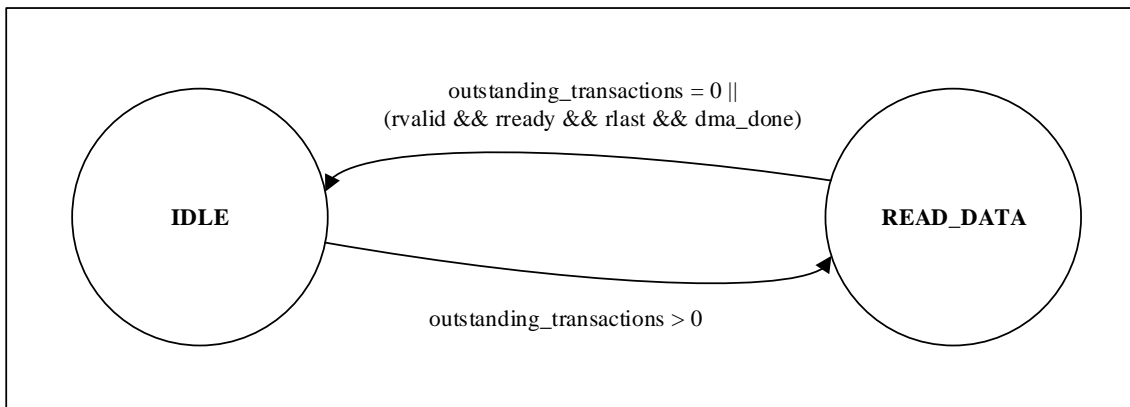 outstanding_transactions = 0 ||
(rvalid && rready && rlast && dma_done)
IDLE
READ_DATA
outstanding_transactions > 0